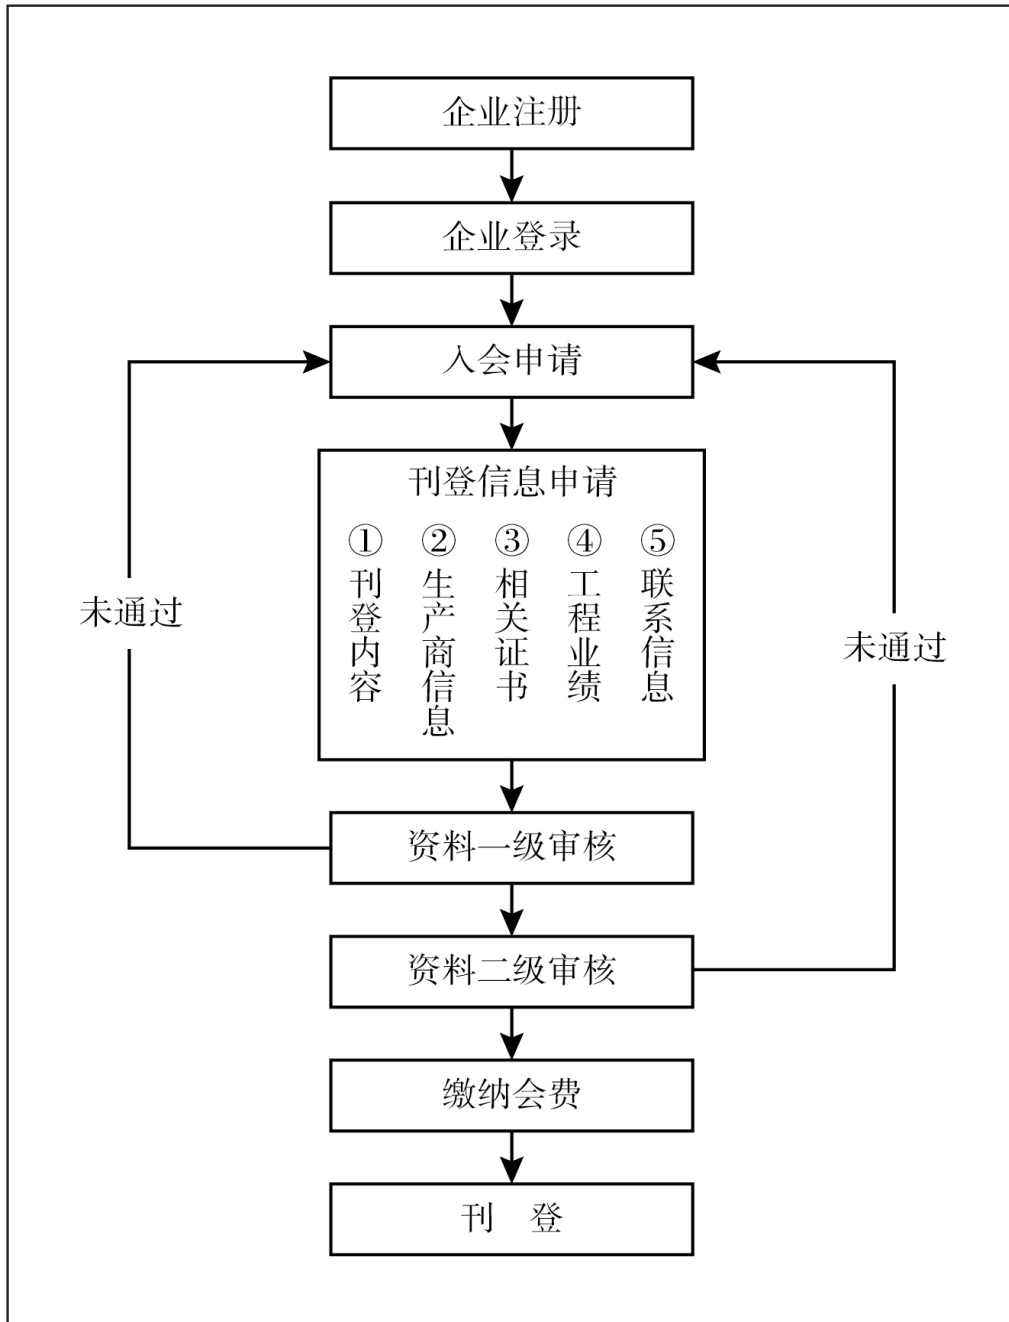 企业注册
企业登录
入会申请
刊登信息申请
①刊登内容
②生产商信息
③相关证书
④工程业绩
⑤联系信息
未通过
未通过
资料一级审核
资料二级审核
缴纳会费
刊　登